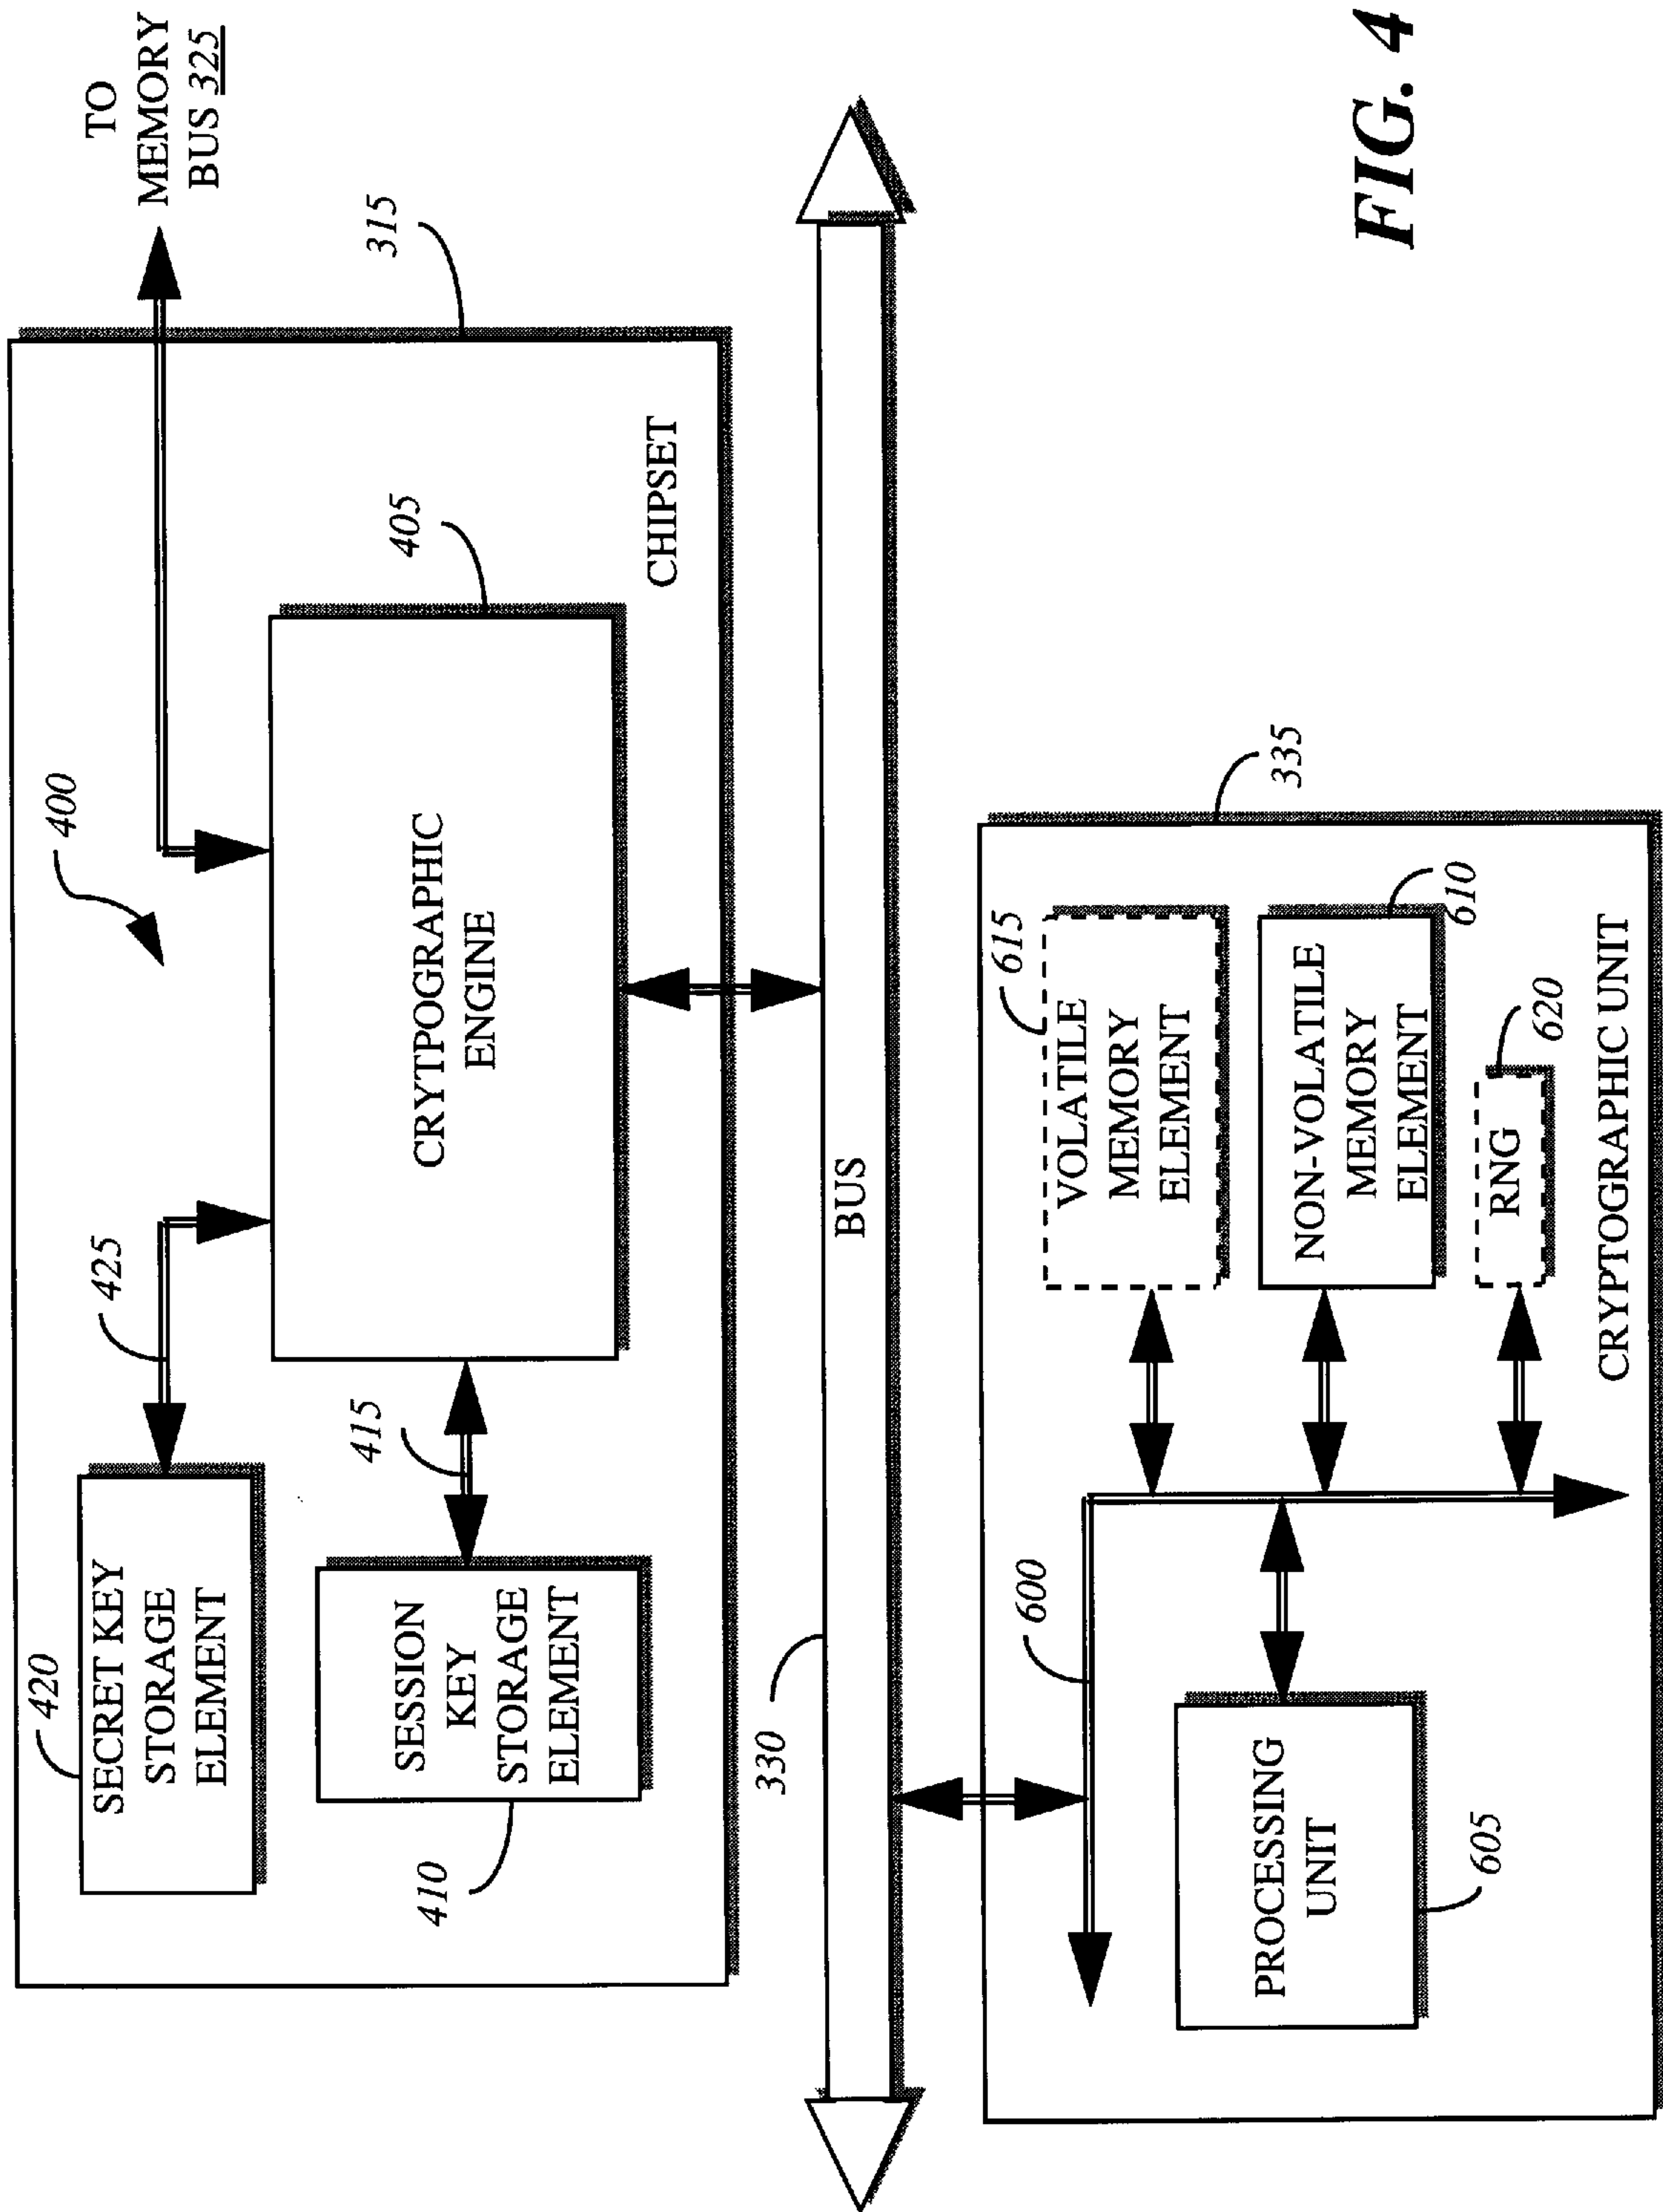 TO
MEMORY
BUS 325
315
400
425
420
SECRET KEY
STORAGE
ELEMENT
415
405
CRYTPOGRAPHIC
ENGINE
SESSION
KEY
STORAGE
ELEMENT
410
CHIPSET
330
BUS
335
600
615
VOLATILE
MEMORY
ELEMENT
PROCESSING
UNIT
605
NON-VOLATILE
MEMORY
ELEMENT
610
RNG
620
CRYPTOGRAPHIC UNIT
FIG. 4